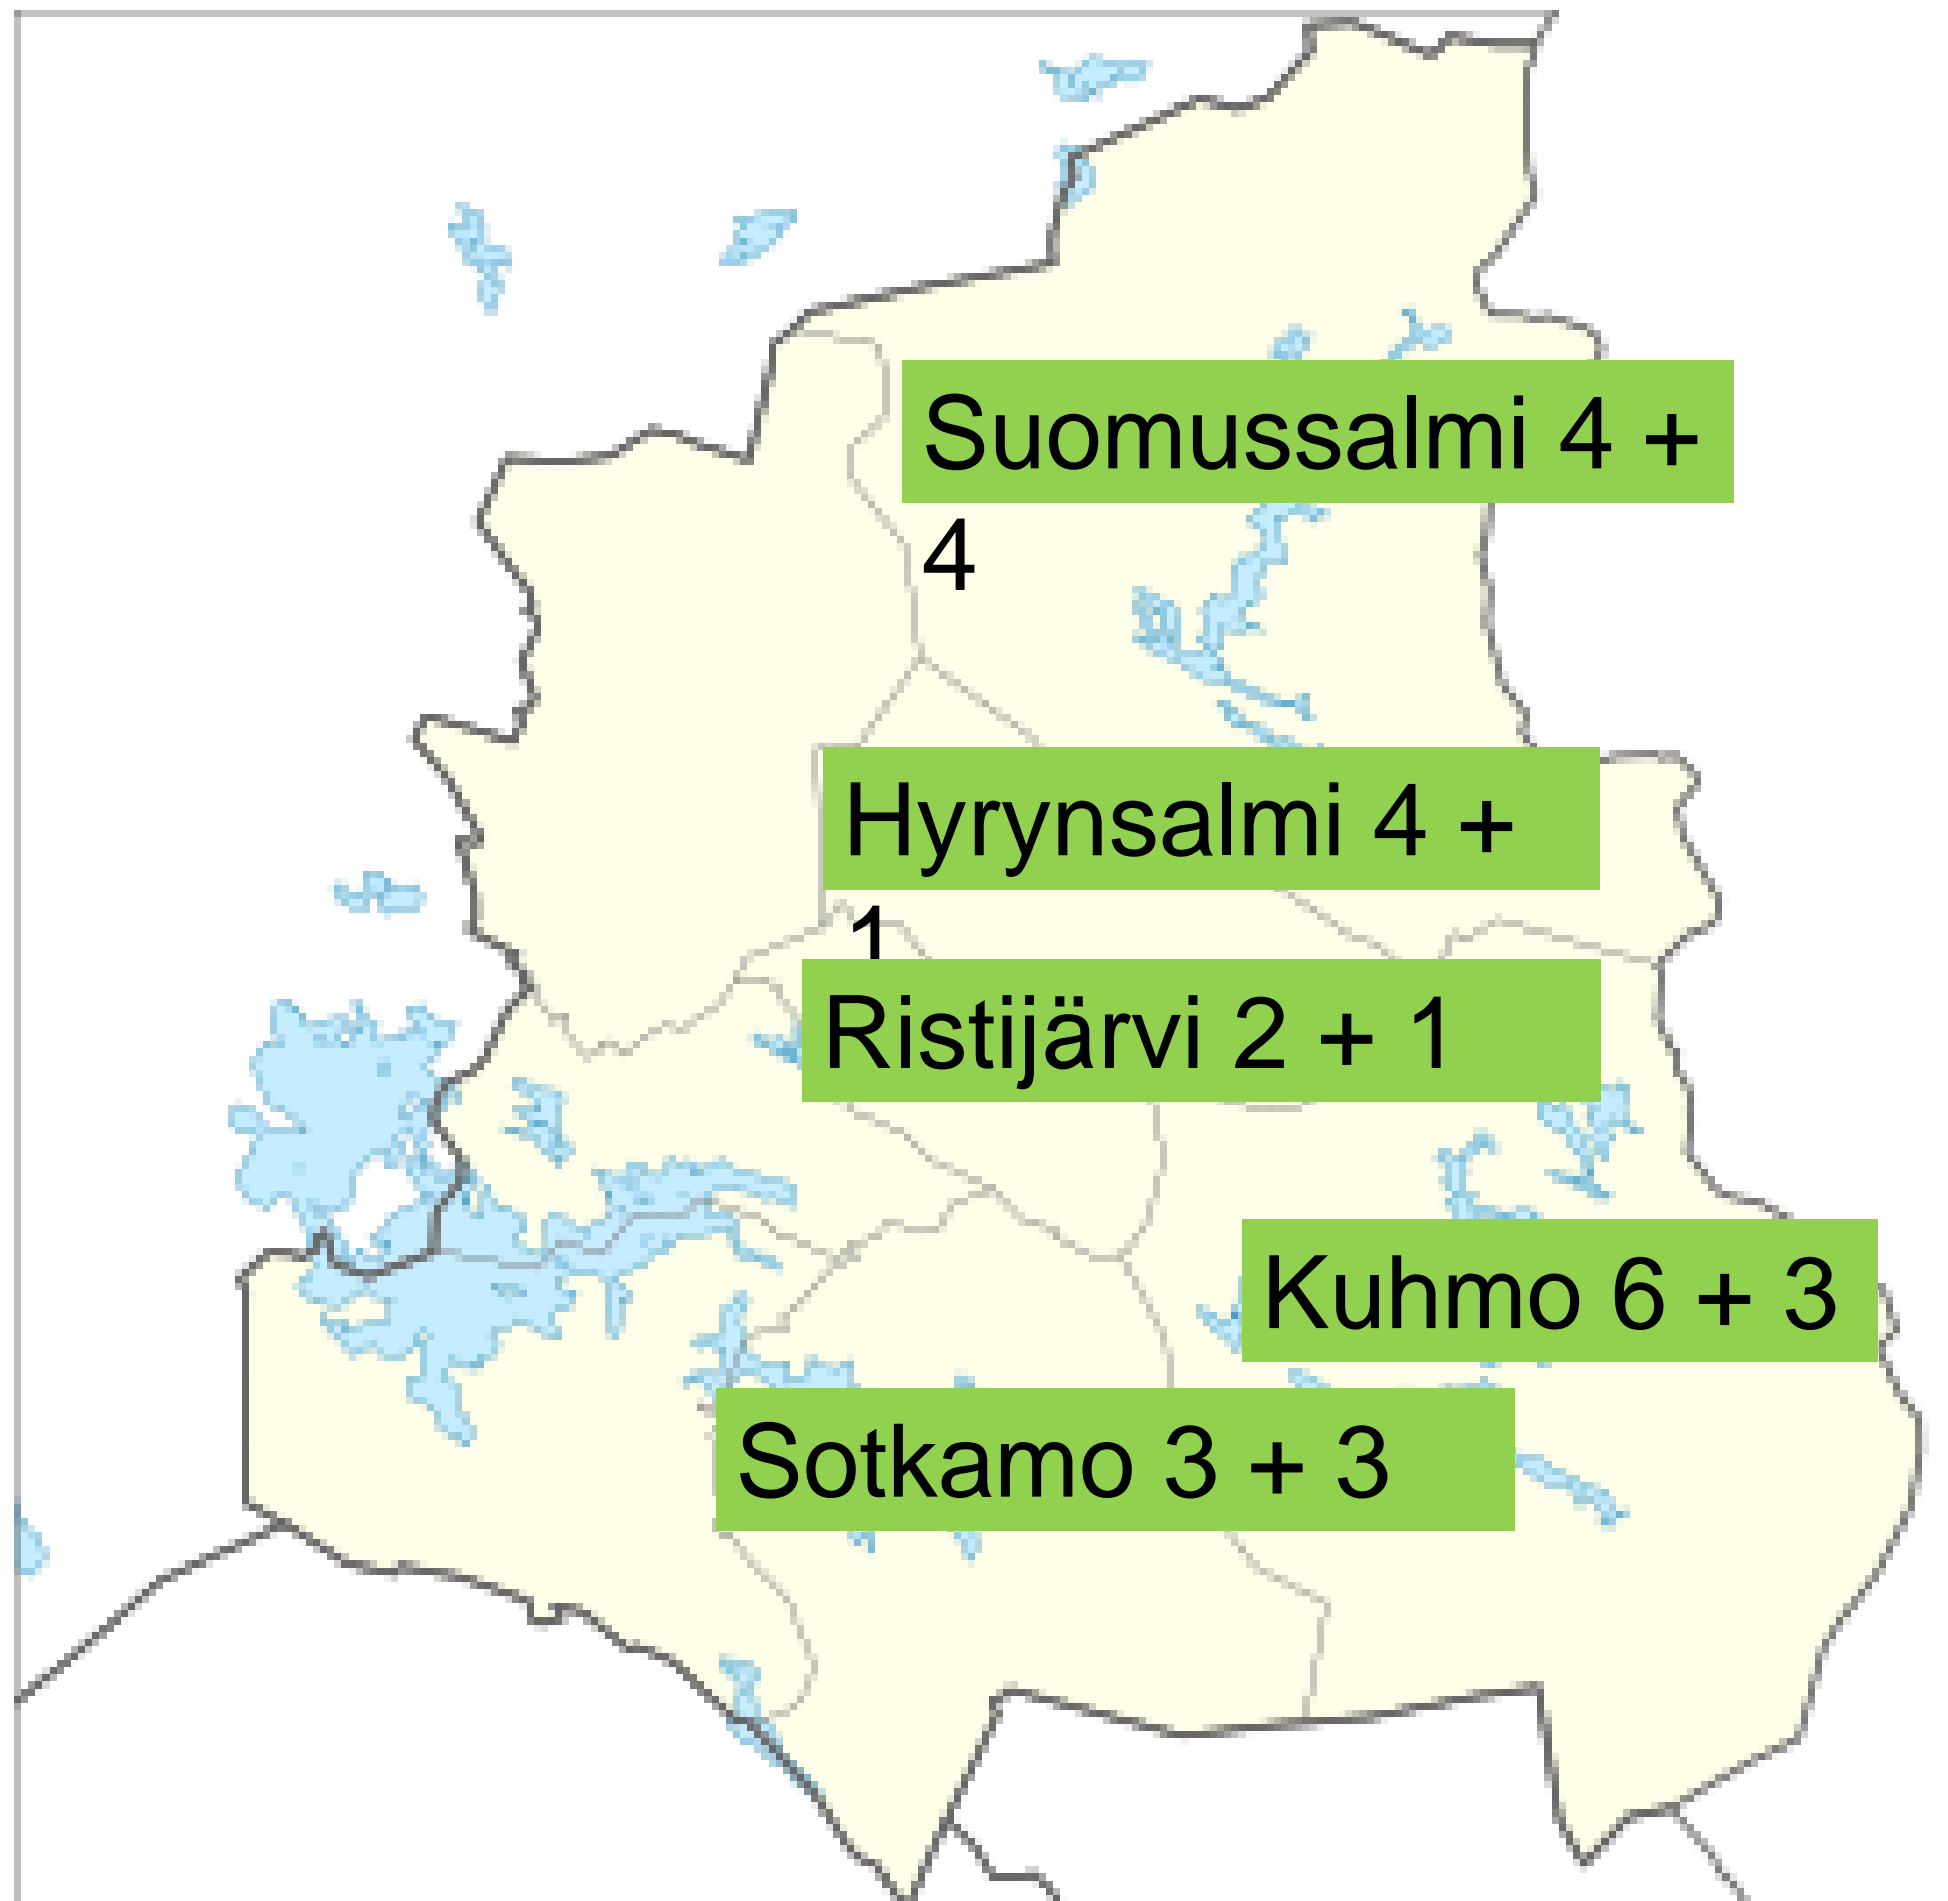 Suomussalmi 4 +
4
Hyrynsalmi 4 +
1
Ristijärvi 2 + 1
Kuhmo 6 + 3
Sotkamo 3 + 3